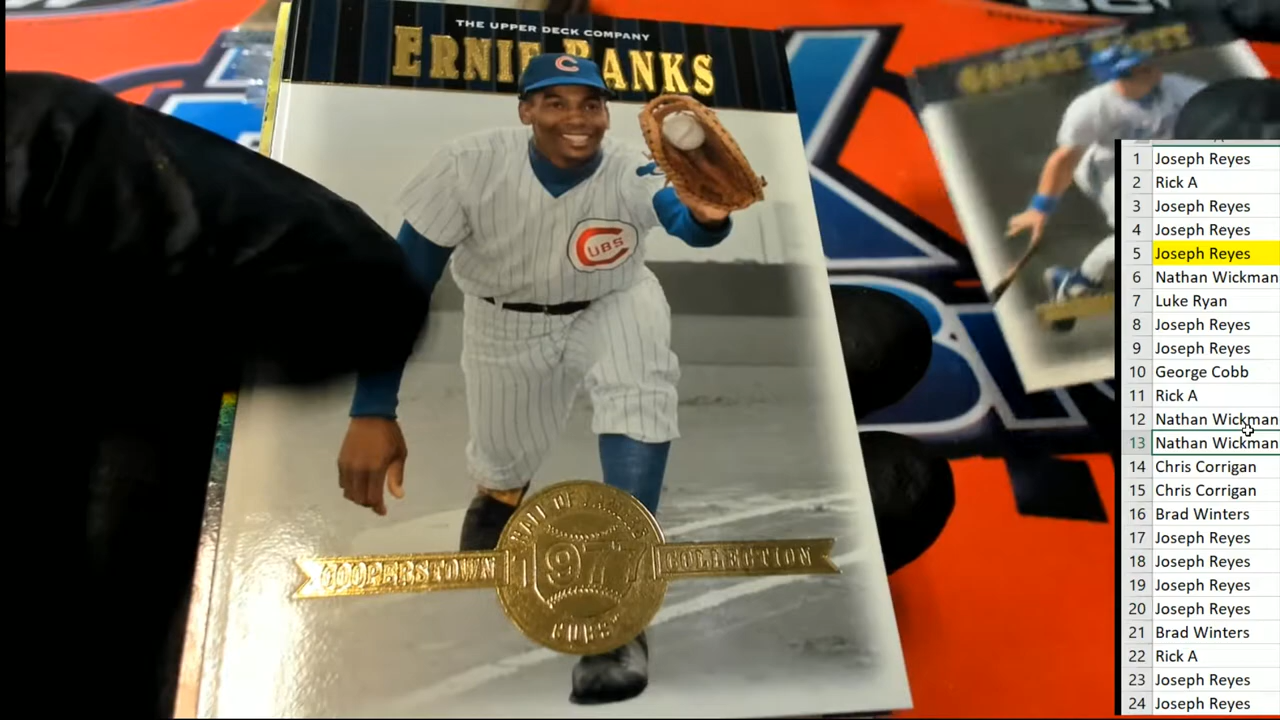 THE UPPER DECK COMPANY
ERNIE BANKS
C
CUBS
HALL OF FAMERS
COOPERSTOWN 1977 COLLECTION
CUBS
1 Joseph Reyes
2 Rick A
3 Joseph Reyes
4 Joseph Reyes
5 Joseph Reyes
6 Nathan Wickman
7 Luke Ryan
8 Joseph Reyes
9 Joseph Reyes
10 George Cobb
11 Rick A
12 Nathan Wickman
13 Nathan Wickman
14 Chris Corrigan
15 Chris Corrigan
16 Brad Winters
17 Joseph Reyes
18 Joseph Reyes
19 Joseph Reyes
20 Joseph Reyes
21 Brad Winters
22 Rick A
23 Joseph Reyes
24 Joseph Reyes